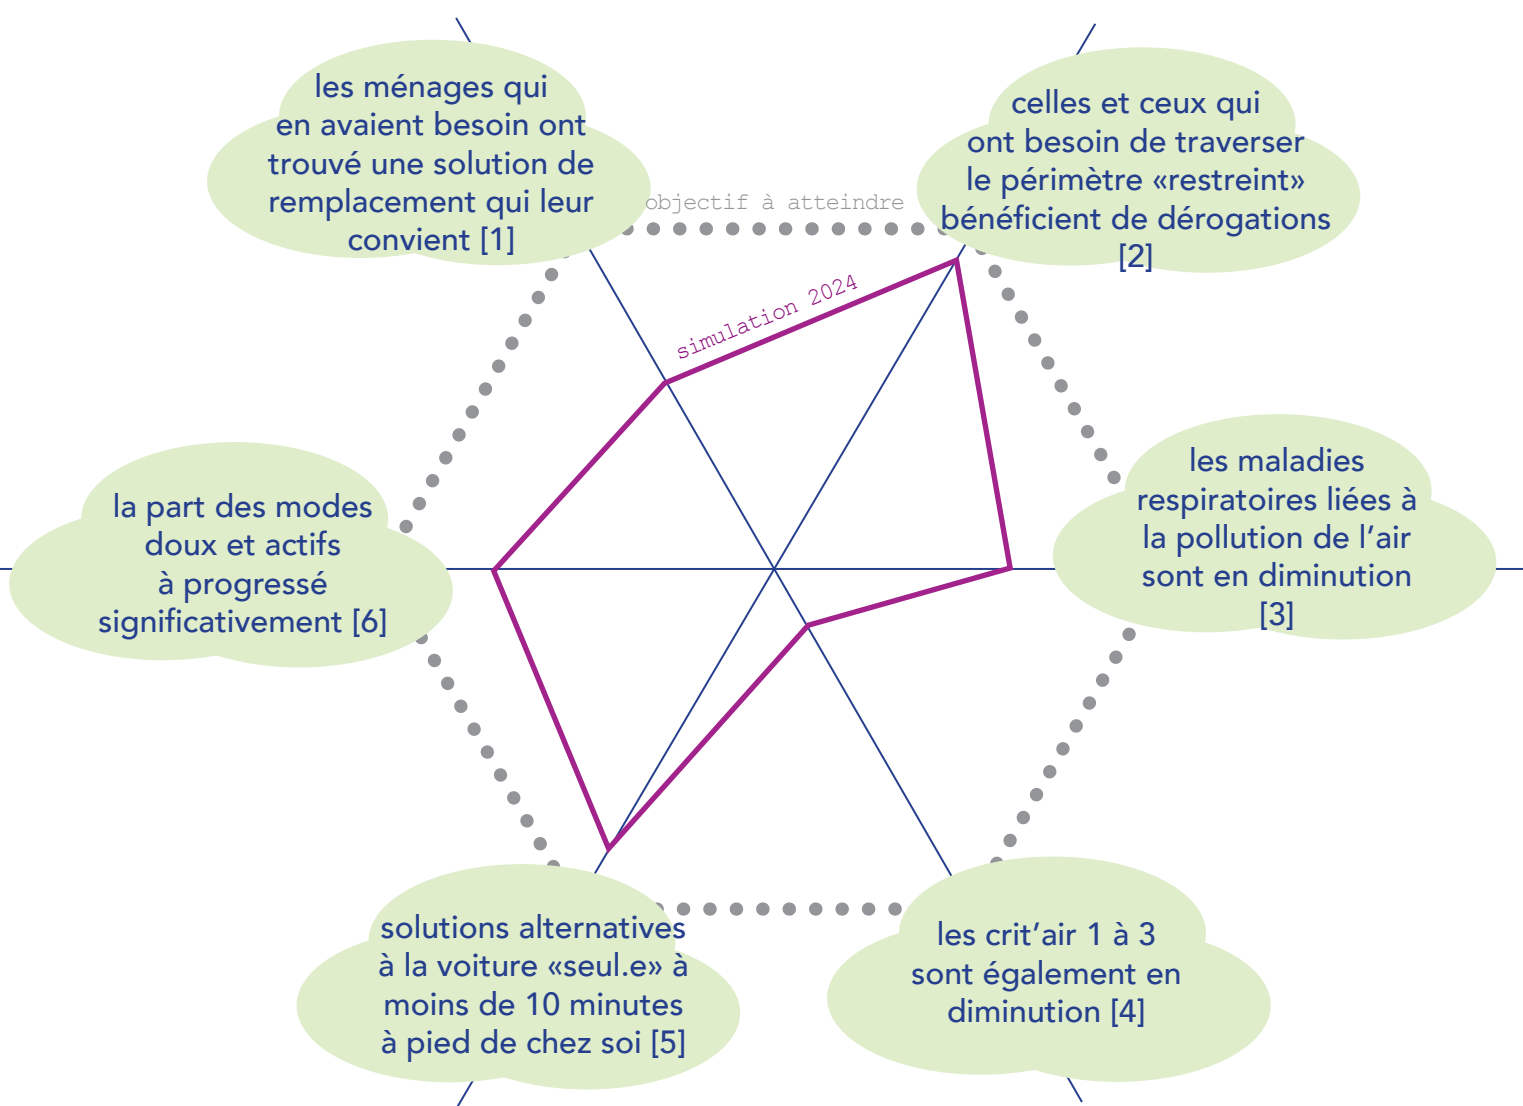 les ménages qui
en avaient besoin ont
trouvé une solution de
remplacement qui leur
convient [1]
celles et ceux qui
ont besoin de traverser
le périmètre «restreint»
bénéficient de dérogations
[2]
objectif à atteindre
simulation 2024
les maladies
respiratoires liées à
la pollution de l’air
sont en diminution
[3]
la part des modes
doux et actifs
à progressé
significativement [6]
solutions alternatives
à la voiture «seul.e» à
moins de 10 minutes
à pied de chez soi [5]
les crit’air 1 à 3
sont également en
diminution [4]